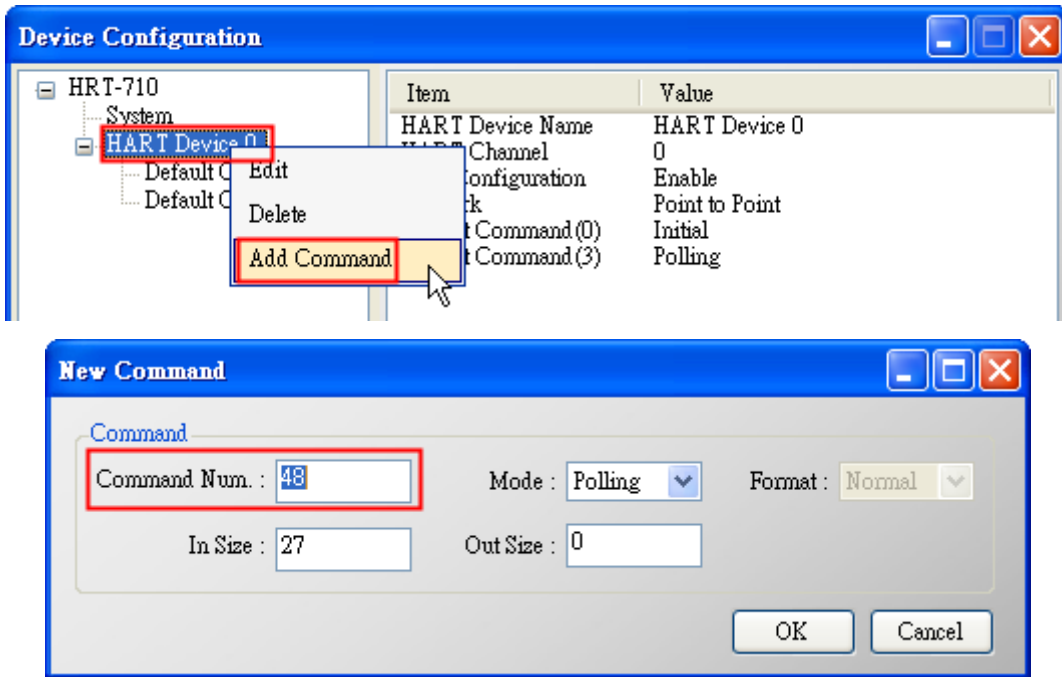 Device Configuration
HRT-710
System
HART Device 0
Default C
Default C
Edit
Delete
Add Command
Item Value
HART Device Name HART Device 0
Channel 0
onfiguration Enable
rk Point to Point
t Command(0) Initial
t Command(3) Polling
New Command
Command
Command Num. : 48 Mode : Polling Format : Normal
In Size : 27 Out Size : 0
OK Cancel